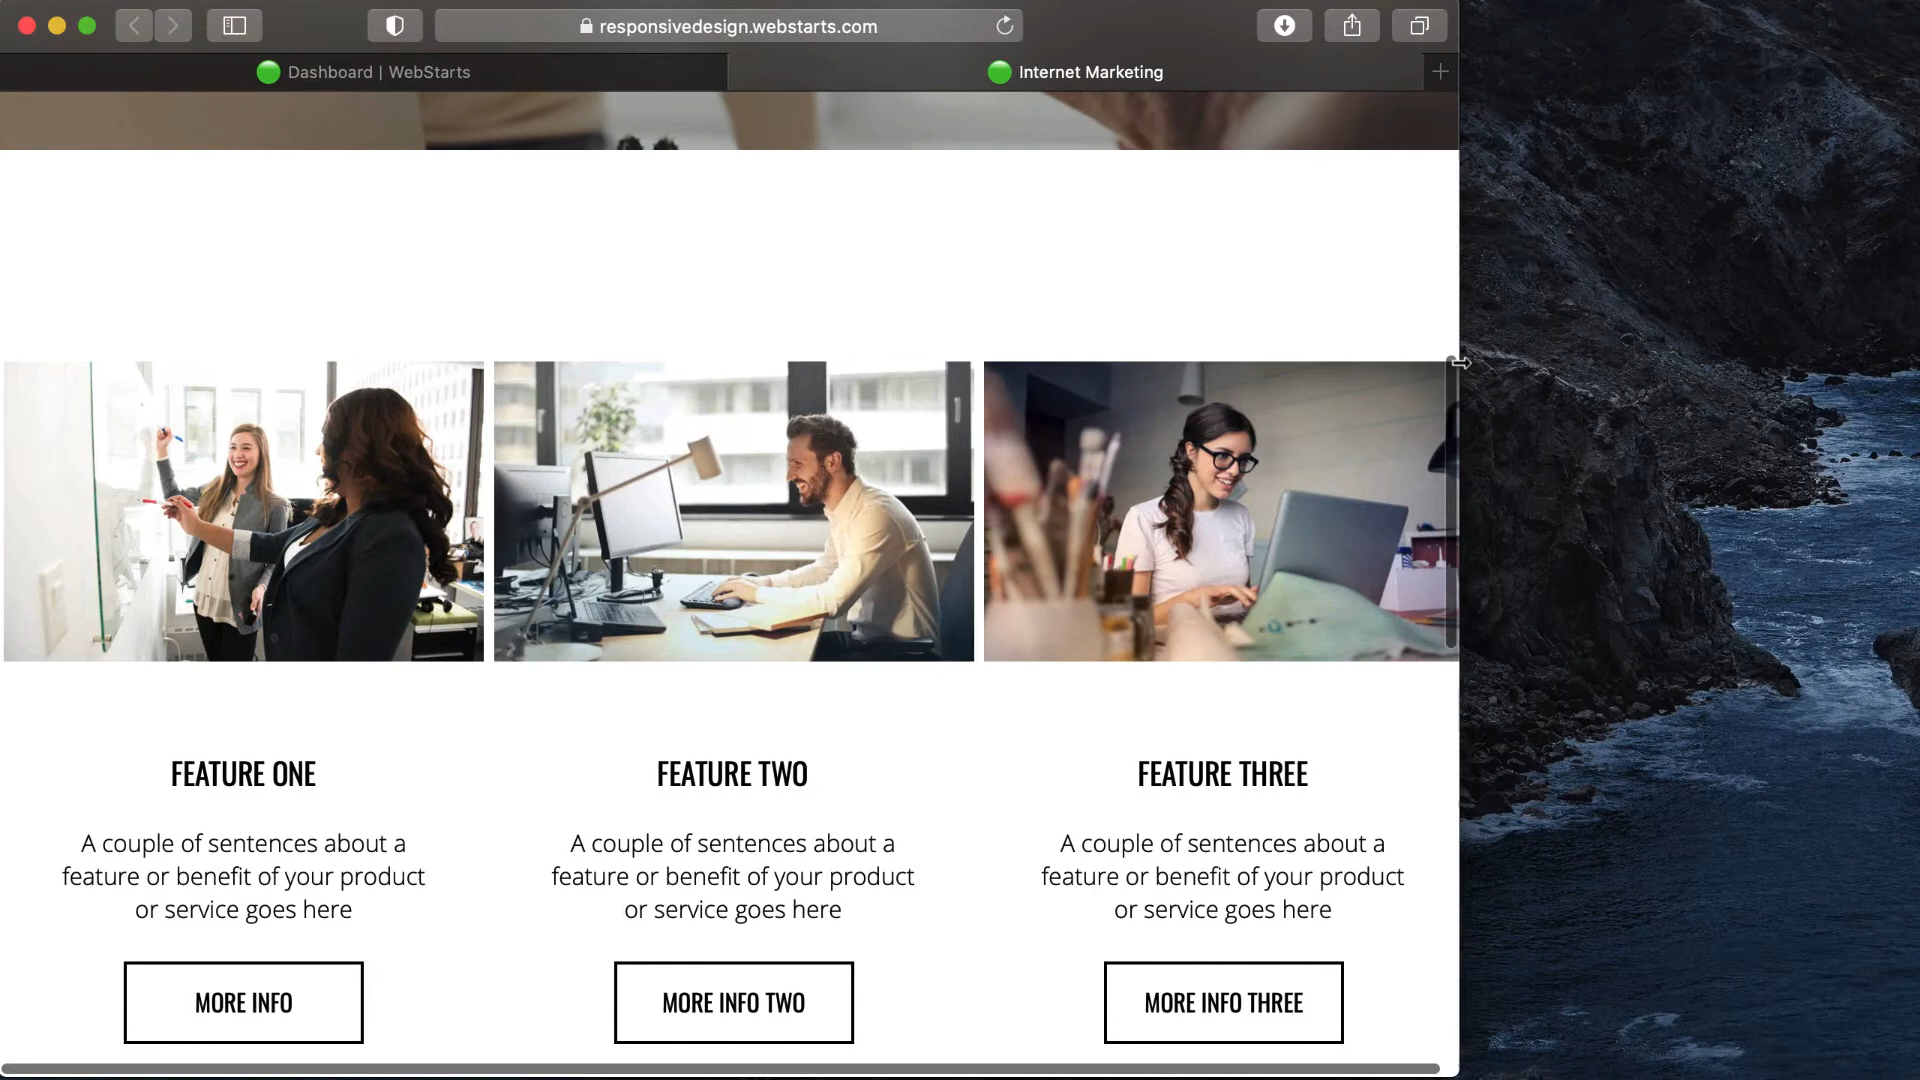 responsivedesign.webstarts.com
Dashboard | WebStarts
Internet Marketing
FEATURE ONE
FEATURE TWO
FEATURE THREE
A couple of sentences about a
feature or benefit of your product
or service goes here
A couple of sentences about a
feature or benefit of your product
or service goes here
A couple of sentences about a
feature or benefit of your product
or service goes here
MORE INFO
MORE INFO TWO
MORE INFO THREE